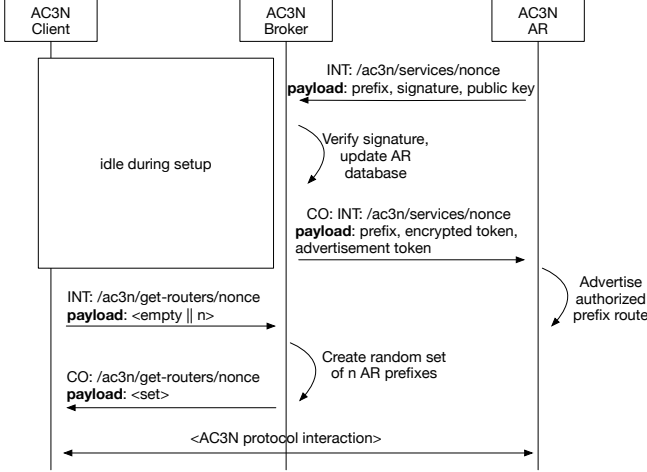 AC3N
Client
AC3N
Broker
AC3N
AR
INT: /ac3n/services/nonce
payload: prefix, signature, public key
idle during setup
Verify signature,
update AR
database
CO: INT: /ac3n/services/nonce
payload: prefix, encrypted token,
advertisement token
Advertise
authorized
prefix route
INT: /ac3n/get-routers/nonce
payload: <empty || n>
Create random set
of n AR prefixes
CO: /ac3n/get-routers/nonce
payload: <set>
<AC3N protocol interaction>